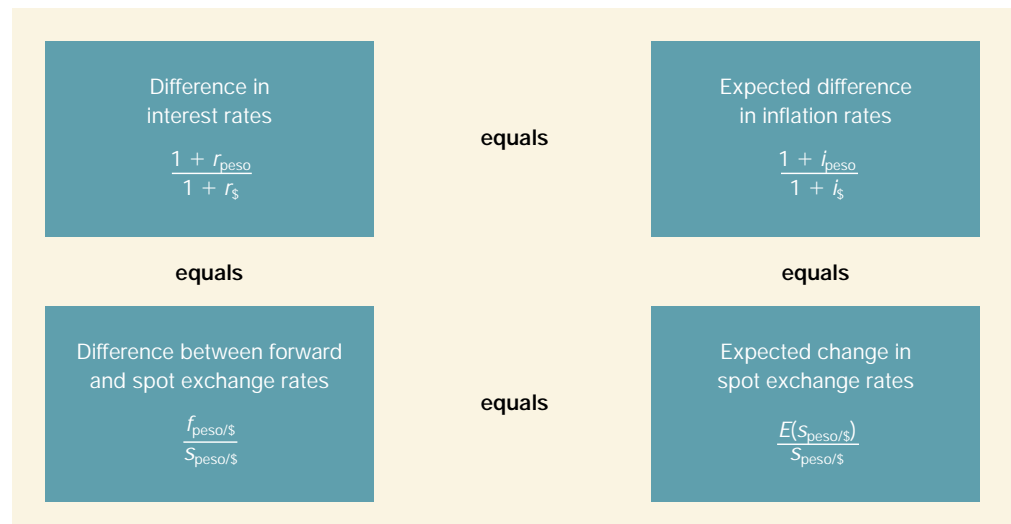 Difference in
interest rates
1 + r_peso
1 + r_$
equals
Expected difference
in inflation rates
1 + i_peso
1 + i_$
equals
equals
Difference between forward
and spot exchange rates
f_peso/$
s_peso/$
equals
Expected change in
spot exchange rates
E(s_peso/$)
s_peso/$